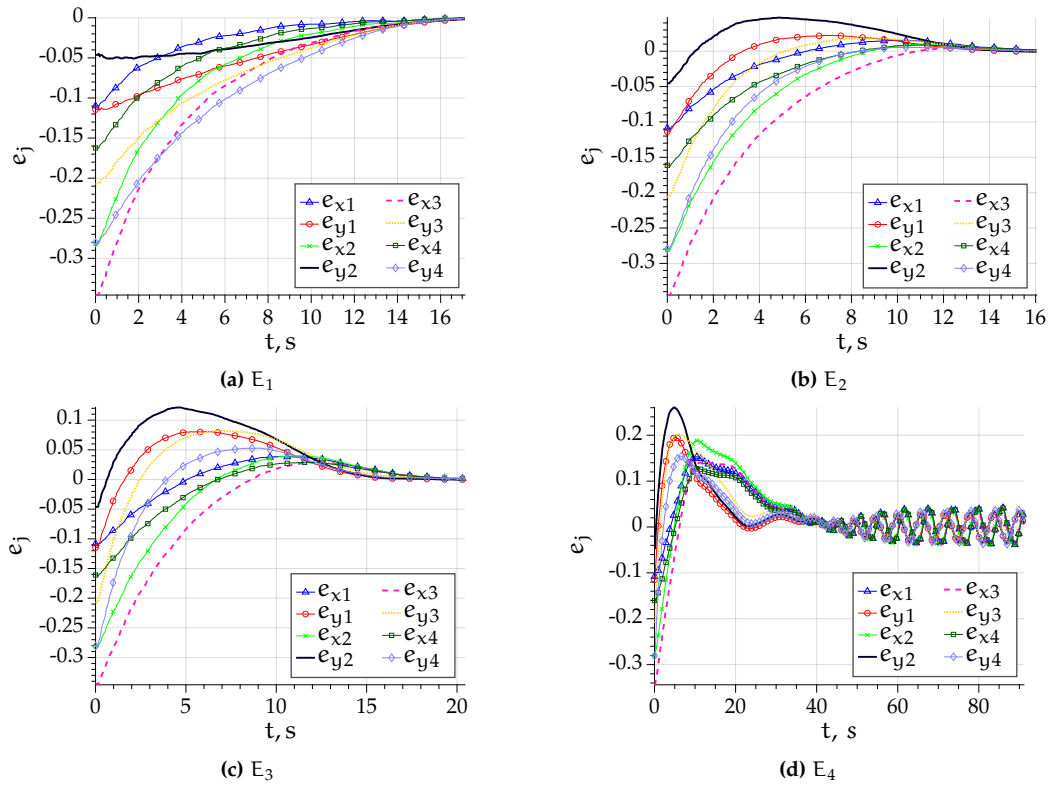 0
-0.05
-0.1
-0.15
-0.2
-0.25
-0.3
e_j
0 2 4 6 8 10 12 14 16
t, s
e_x1 e_x3
e_y1 e_y3
e_x2 e_x4
e_y2 e_y4
(a) E_1
0
0.05
0
-0.05
-0.1
-0.15
-0.2
-0.25
-0.3
e_j
0 2 4 6 8 10 12 14 16
t, s
e_x1 e_x3
e_y1 e_y3
e_x2 e_x4
e_y2 e_y4
(b) E_2
0.1
0.05
0
-0.05
-0.1
-0.15
-0.2
-0.25
-0.3
e_j
0 5 10 15 20
t, s
e_x1 e_x3
e_y1 e_y3
e_x2 e_x4
e_y2 e_y4
(c) E_3
0.2
0.1
0
-0.1
-0.2
-0.3
e_j
0 20 40 60 80
t, s
e_x1 e_x3
e_y1 e_y3
e_x2 e_x4
e_y2 e_y4
(d) E_4